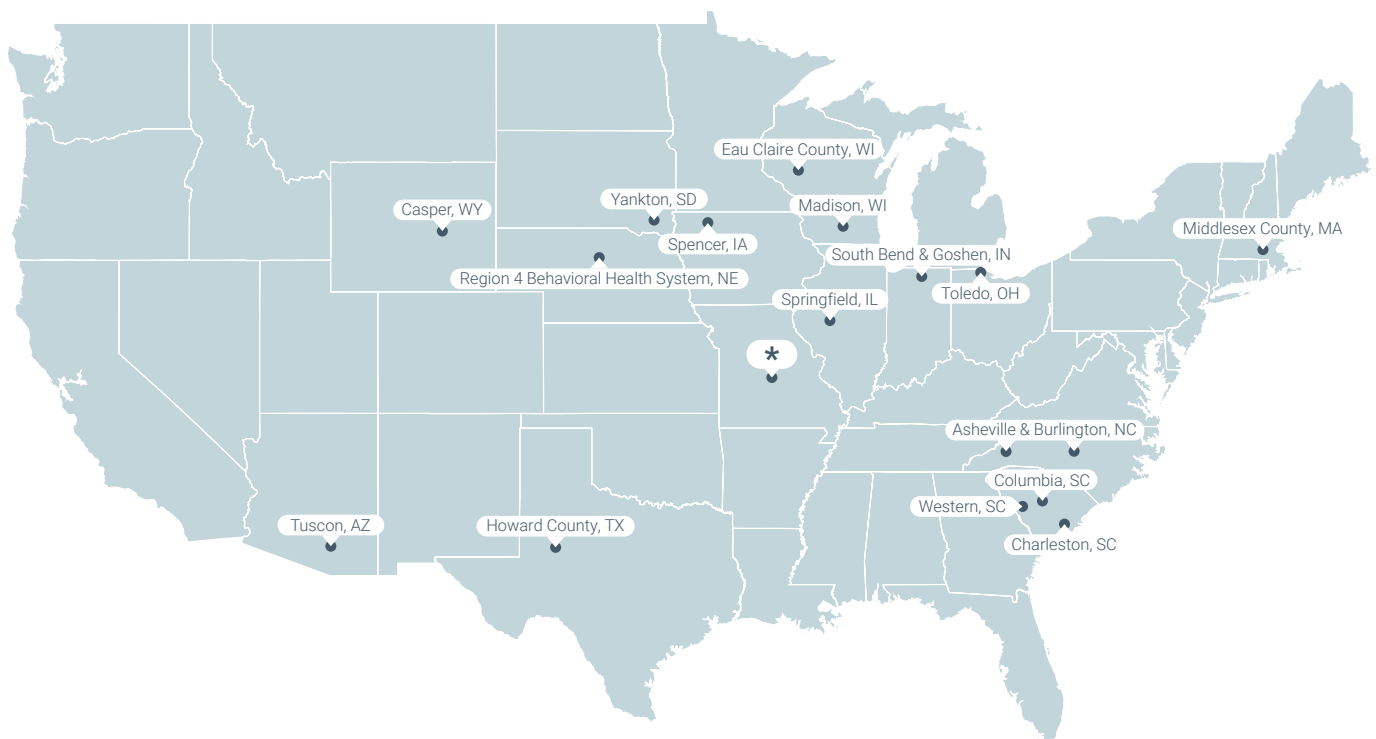 Eau Claire County, WI
Yankton, SD
Casper, WY
Madison, WI
Middlesex County, MA
Spencer, IA
South Bend & Goshen, IN
Region 4 Behavioral Health System, NE
Toledo, OH
Springfield, IL
*
Asheville & Burlington, NC
Columbia, SC
Western, SC
Tuscon, AZ
Howard County, TX
Charleston, SC